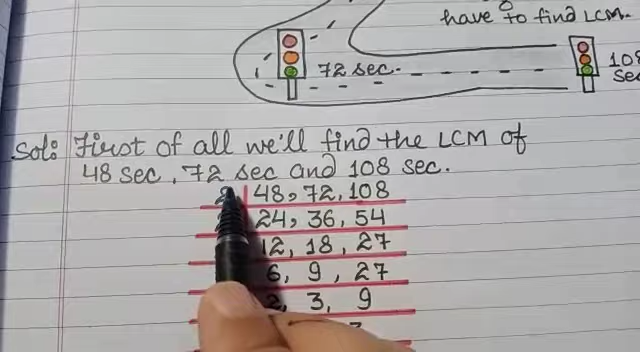 have to find LCM.
72 sec.
108
sec
Sol: First of all we'll find the LCM of
48 sec, 72 sec and 108 sec.
2 48, 72, 108
24, 36, 54
12, 18, 27
6, 9, 27
2, 3, 9